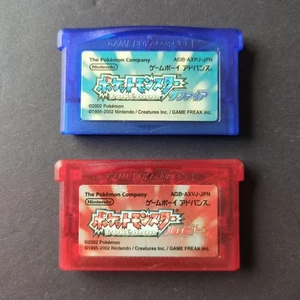 GAME BOY ADVANCE
The Pokémon Company AGB-AXPJ-JPN
Nintendo ゲームボーイ アドバンス
ポケットモンスター
サファイア
©2002 Pokémon
©1995-2002 Nintendo / Creatures Inc. / GAME FREAK inc.
The Pokémon Company AGB-AXVJ-JPN
Nintendo ゲームボーイ アドバンス
ポケットモンスター
ルビー
©2002 Pokémon
©1995-2002 Nintendo / Creatures Inc. / GAME FREAK inc.